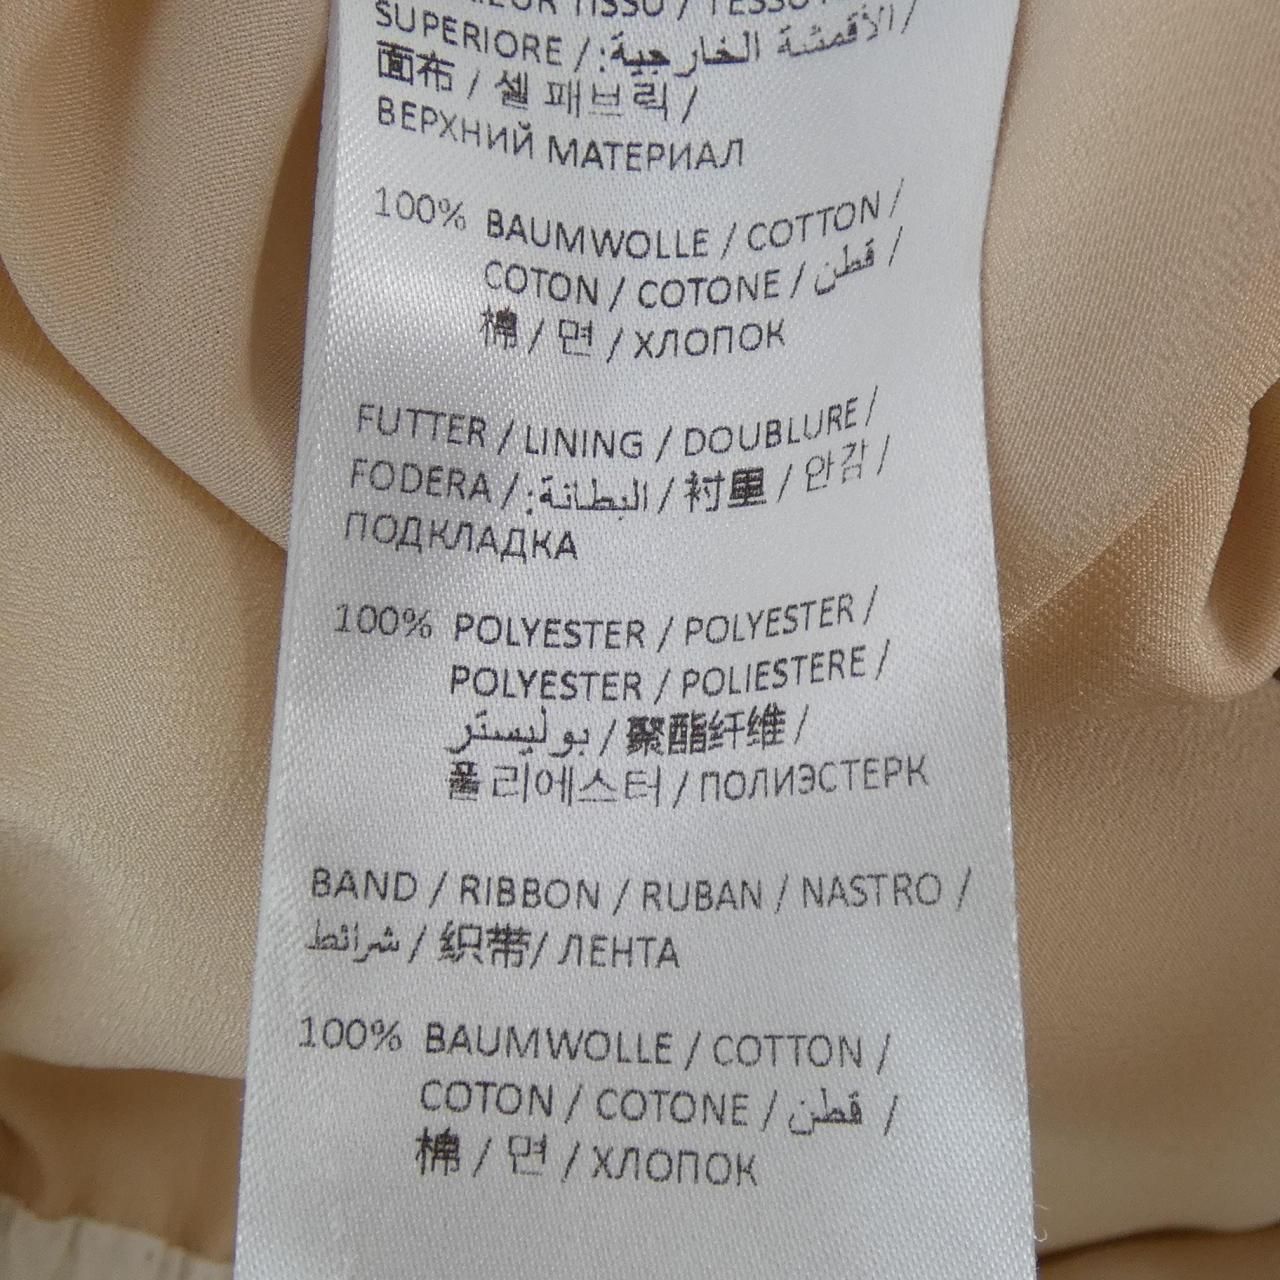 TISSU / TESSUTO
SUPERIORE / الأقمشة الخارجية: /
面布 / 셸 패브릭 /
ВЕРХНИЙ МАТЕРИАЛ
100% BAUMWOLLE / COTTON /
COTON / COTONE / قطن /
棉 / 면 / ХЛОПОК
FUTTER / LINING / DOUBLURE /
FODERA / البطانة: / 衬里 / 안감 /
ПОДКЛАДКА
100% POLYESTER / POLYESTER /
POLYESTER / POLIESTERE /
بوليستر / 聚酯纤维 /
폴리에스터 / ПОЛИЭСТЕРК
BAND / RIBBON / RUBAN / NASTRO /
شرائط / 织带/ ЛЕНТА
100% BAUMWOLLE / COTTON /
COTON / COTONE / قطن /
棉 / 면 / ХЛОПОК